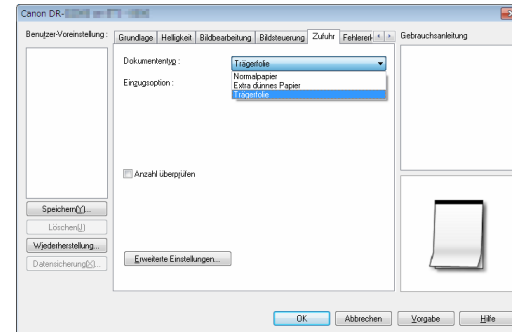 Canon DR-
Benutzer-Voreinstellung :
Grundlage Helligkeit Bildbearbeitung Bildsteuerung Zufuhr
Gebrauchsanleitung
Dokumententyp : Trägerfolie
Normalpapier
Extra dünnes Papier
Trägerfolie
Einzugsoption :
Anzahl überprüfen
Speichern(Y)...
Löschen(J)
Wiederherstellung...
Datensicherung(X)...
Erweiterte Einstellungen...
OK Abbrechen Vorgabe Hilfe